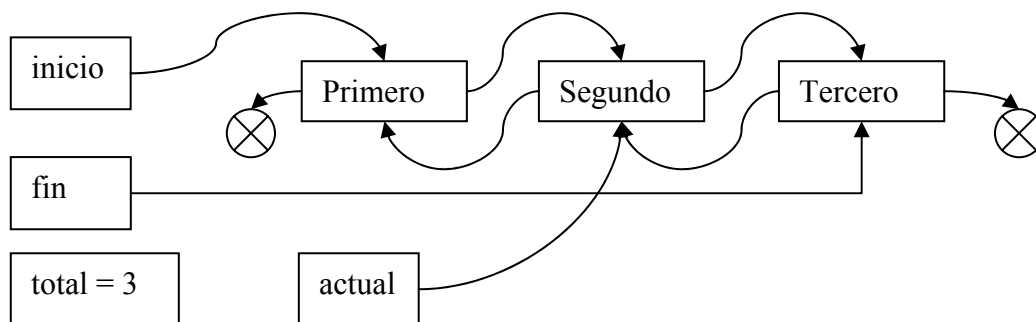 inicio
Primero
Segundo
Tercero
fin
total = 3
actual